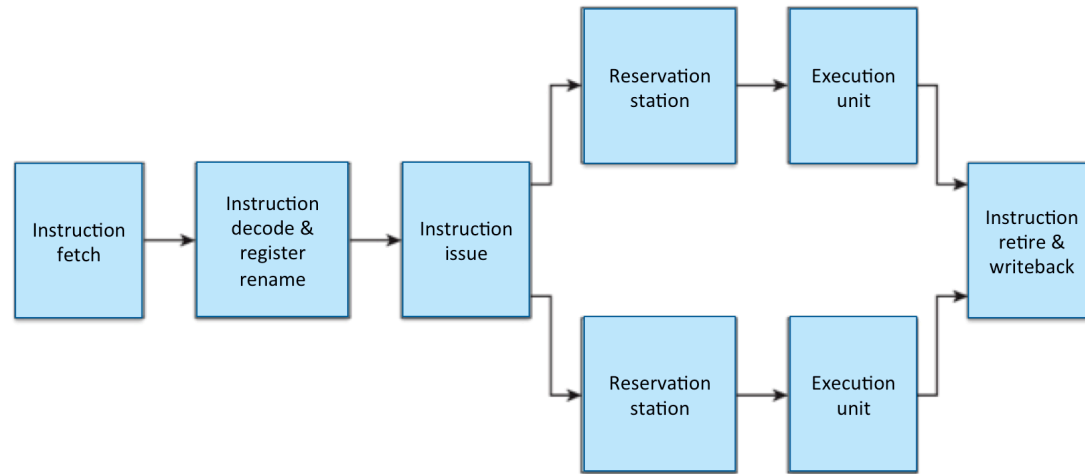 Reservation
station
Execution
unit
Instruction
fetch
Instruction
decode &
register
rename
Instruction
issue
Instruction
retire &
writeback
Reservation
station
Execution
unit